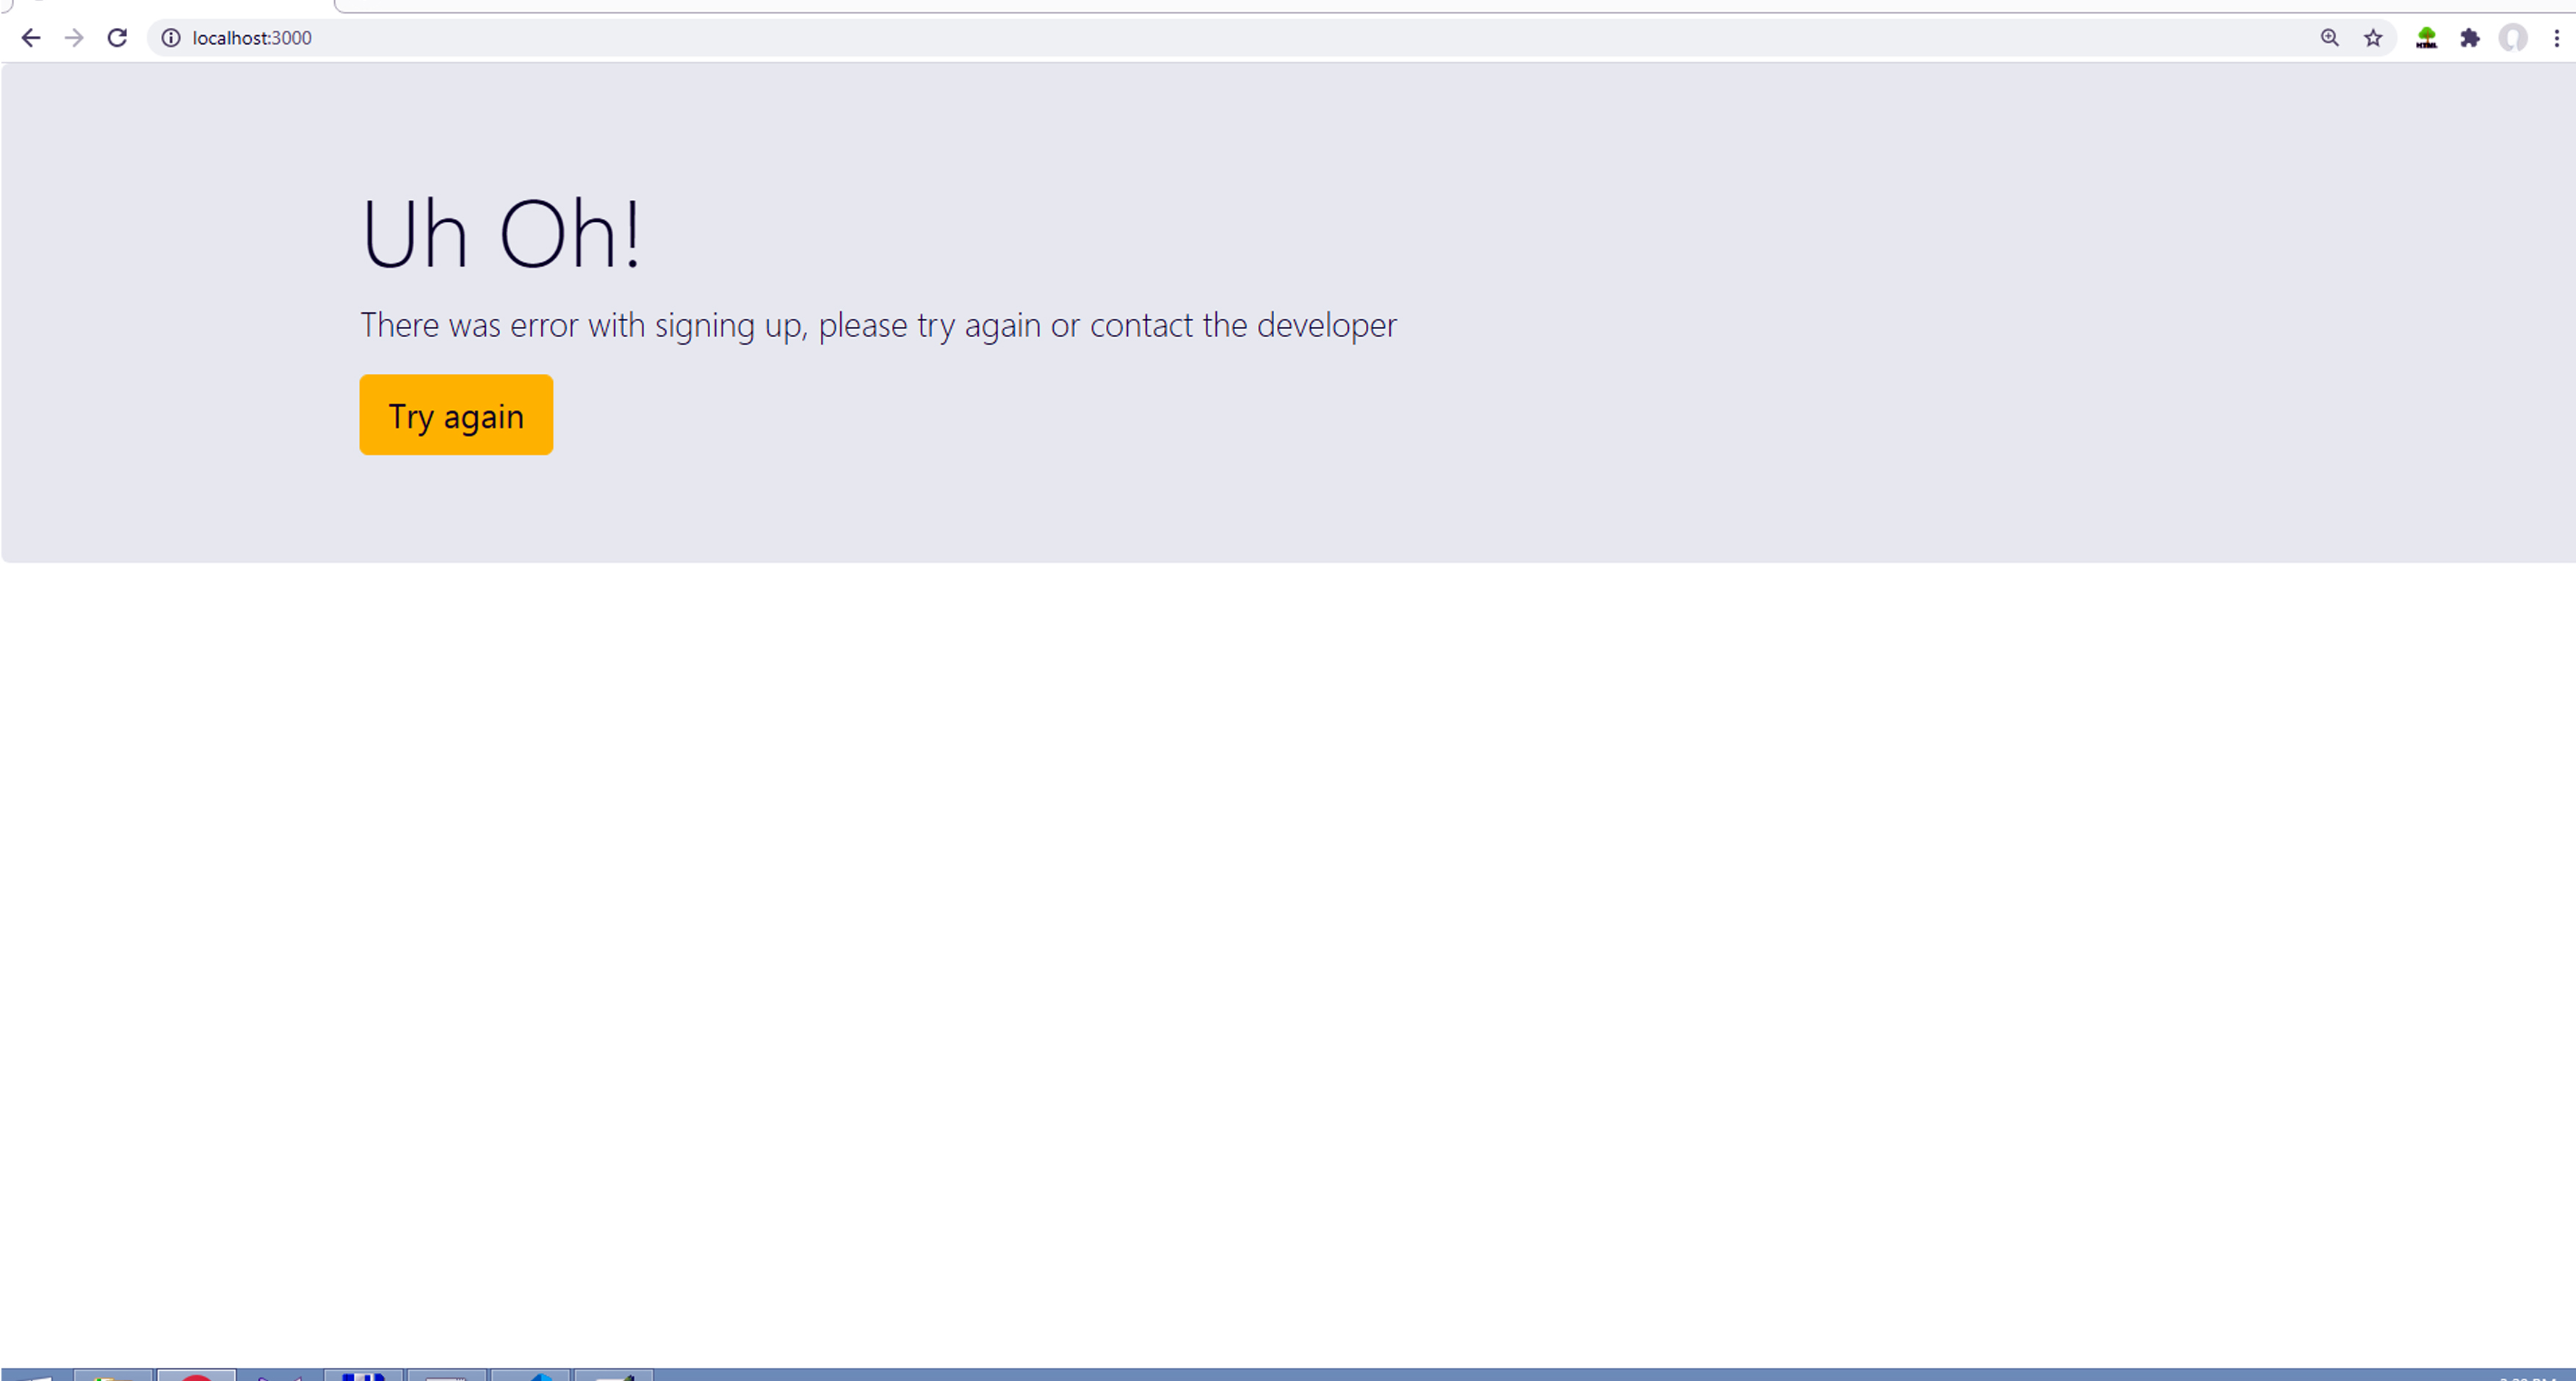 localhost:3000
Uh Oh!
There was error with signing up, please try again or contact the developer
Try again